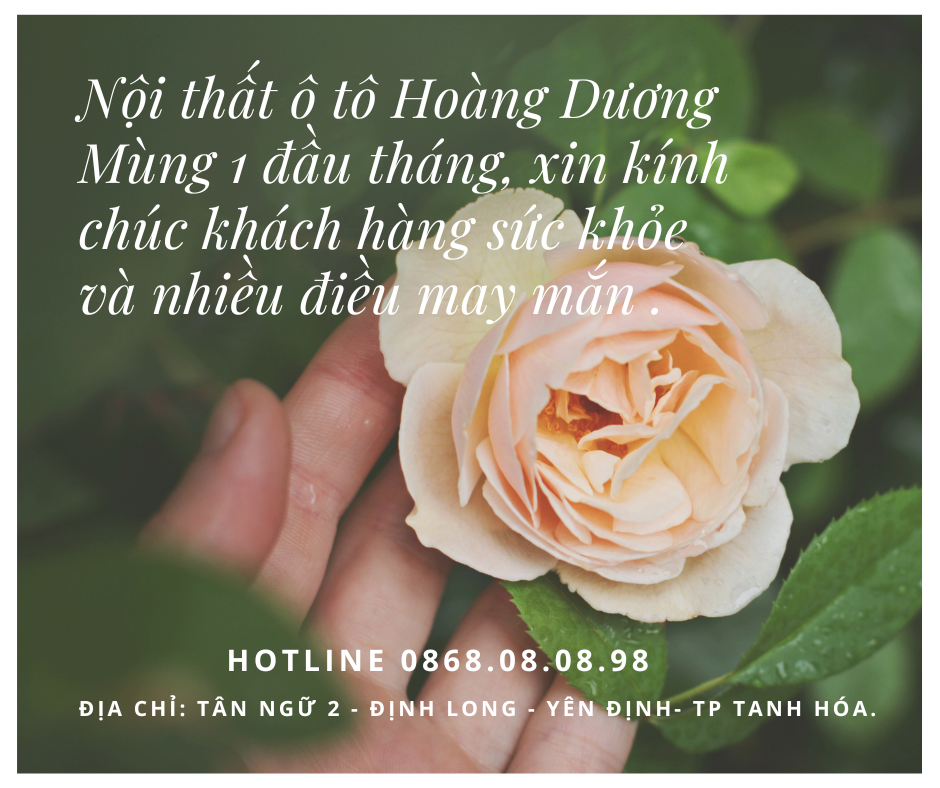 Nội thất ô tô Hoàng Dương
Mùng 1 đầu tháng, xin kính
chúc khách hàng sức khỏe
và nhiều điều may mắn .
HOTLINE 0868.08.08.98
ĐỊA CHỈ: TÂN NGỮ 2 - ĐỊNH LONG - YÊN ĐỊNH- TP TANH HÓA.